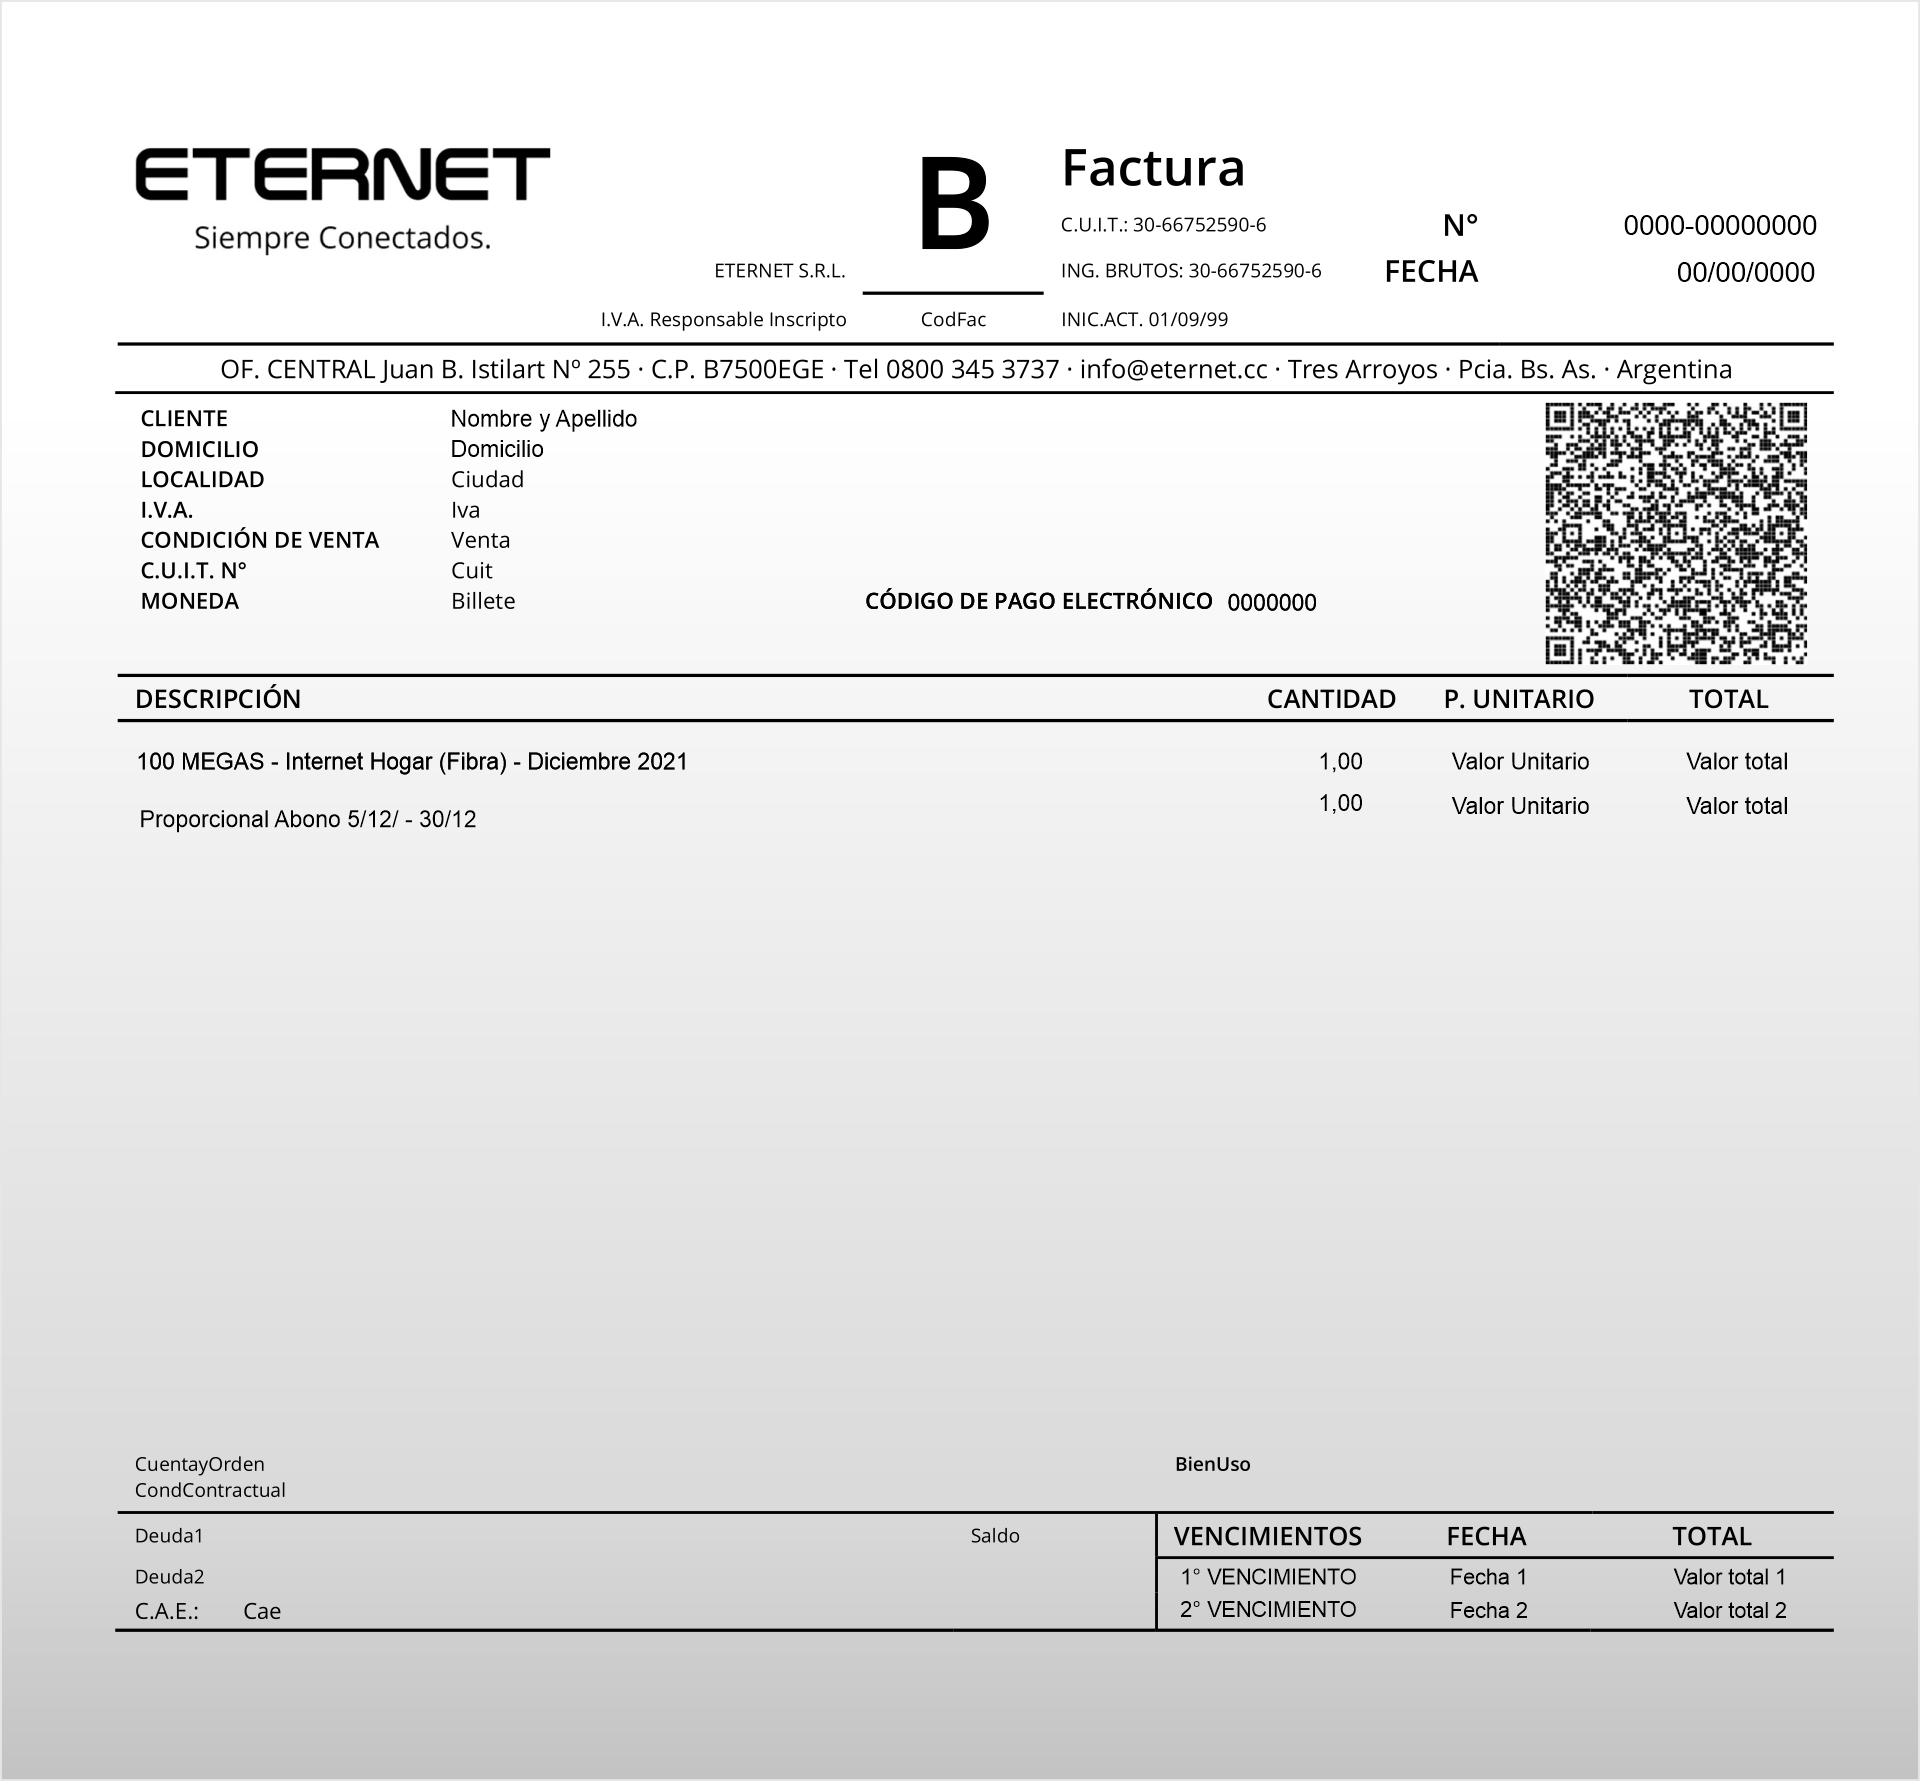 ETERNET
Siempre Conectados.
ETERNET S.R.L.
I.V.A. Responsable Inscripto
B
CodFac
Factura
C.U.I.T.: 30-66752590-6
ING. BRUTOS: 30-66752590-6
INIC.ACT. 01/09/99
N° 0000-00000000
FECHA 00/00/0000
OF. CENTRAL Juan B. Istilart Nº 255 · C.P. B7500EGE · Tel 0800 345 3737 · info@eternet.cc · Tres Arroyos · Pcia. Bs. As. · Argentina
CLIENTE Nombre y Apellido
DOMICILIO Domicilio
LOCALIDAD Ciudad
I.V.A. Iva
CONDICIÓN DE VENTA Venta
C.U.I.T. N° Cuit
MONEDA Billete
CÓDIGO DE PAGO ELECTRÓNICO 0000000
DESCRIPCIÓN CANTIDAD P. UNITARIO TOTAL
100 MEGAS - Internet Hogar (Fibra) - Diciembre 2021 1,00 Valor Unitario Valor total
Proporcional Abono 5/12/ - 30/12 1,00 Valor Unitario Valor total
CuentayOrden
CondContractual
BienUso
Deuda1 Saldo
Deuda2
C.A.E.: Cae
VENCIMIENTOS FECHA TOTAL
1° VENCIMIENTO Fecha 1 Valor total 1
2° VENCIMIENTO Fecha 2 Valor total 2